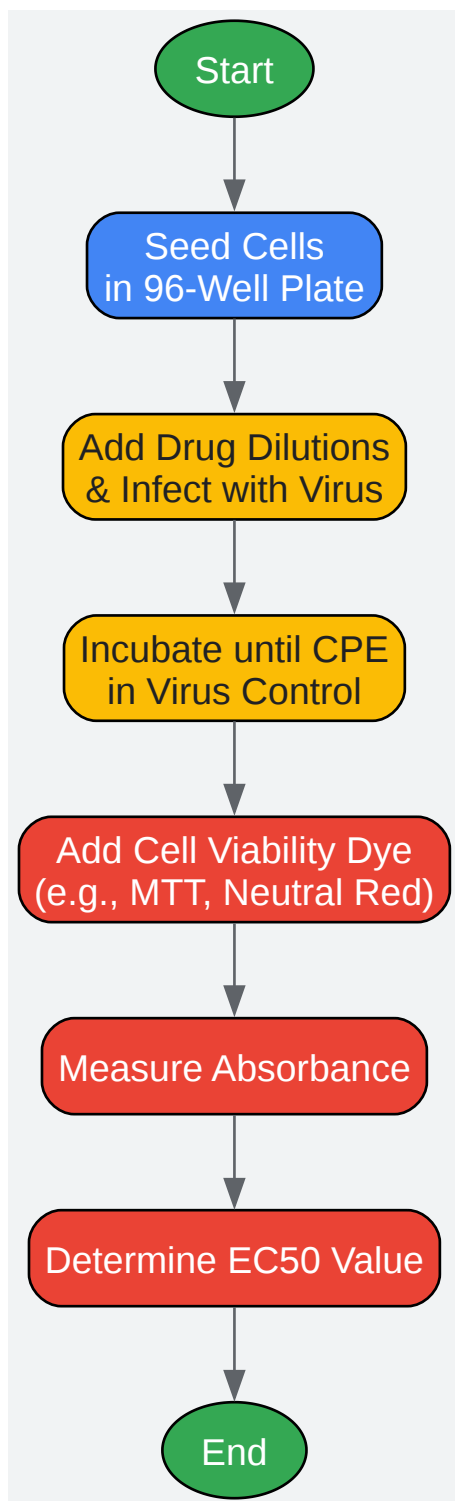 Start
Seed Cells
in 96-Well Plate
Add Drug Dilutions
& Infect with Virus
Incubate until CPE
in Virus Control
Add Cell Viability Dye
(e.g., MTT, Neutral Red)
Measure Absorbance
Determine EC50 Value
End